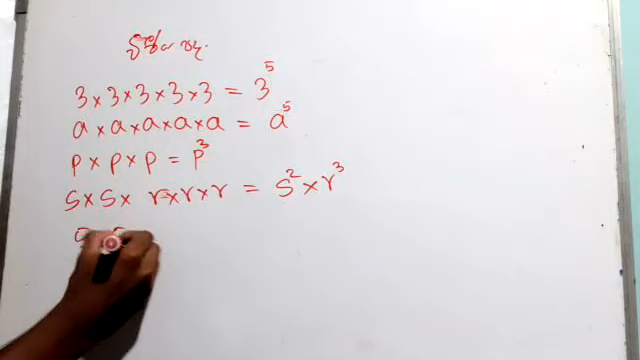 3 × 3 × 3 × 3 × 3 = 3⁵
a × a × a × a × a = a⁵
p × p × p = p³
s × s × r × r × r = s² × r³